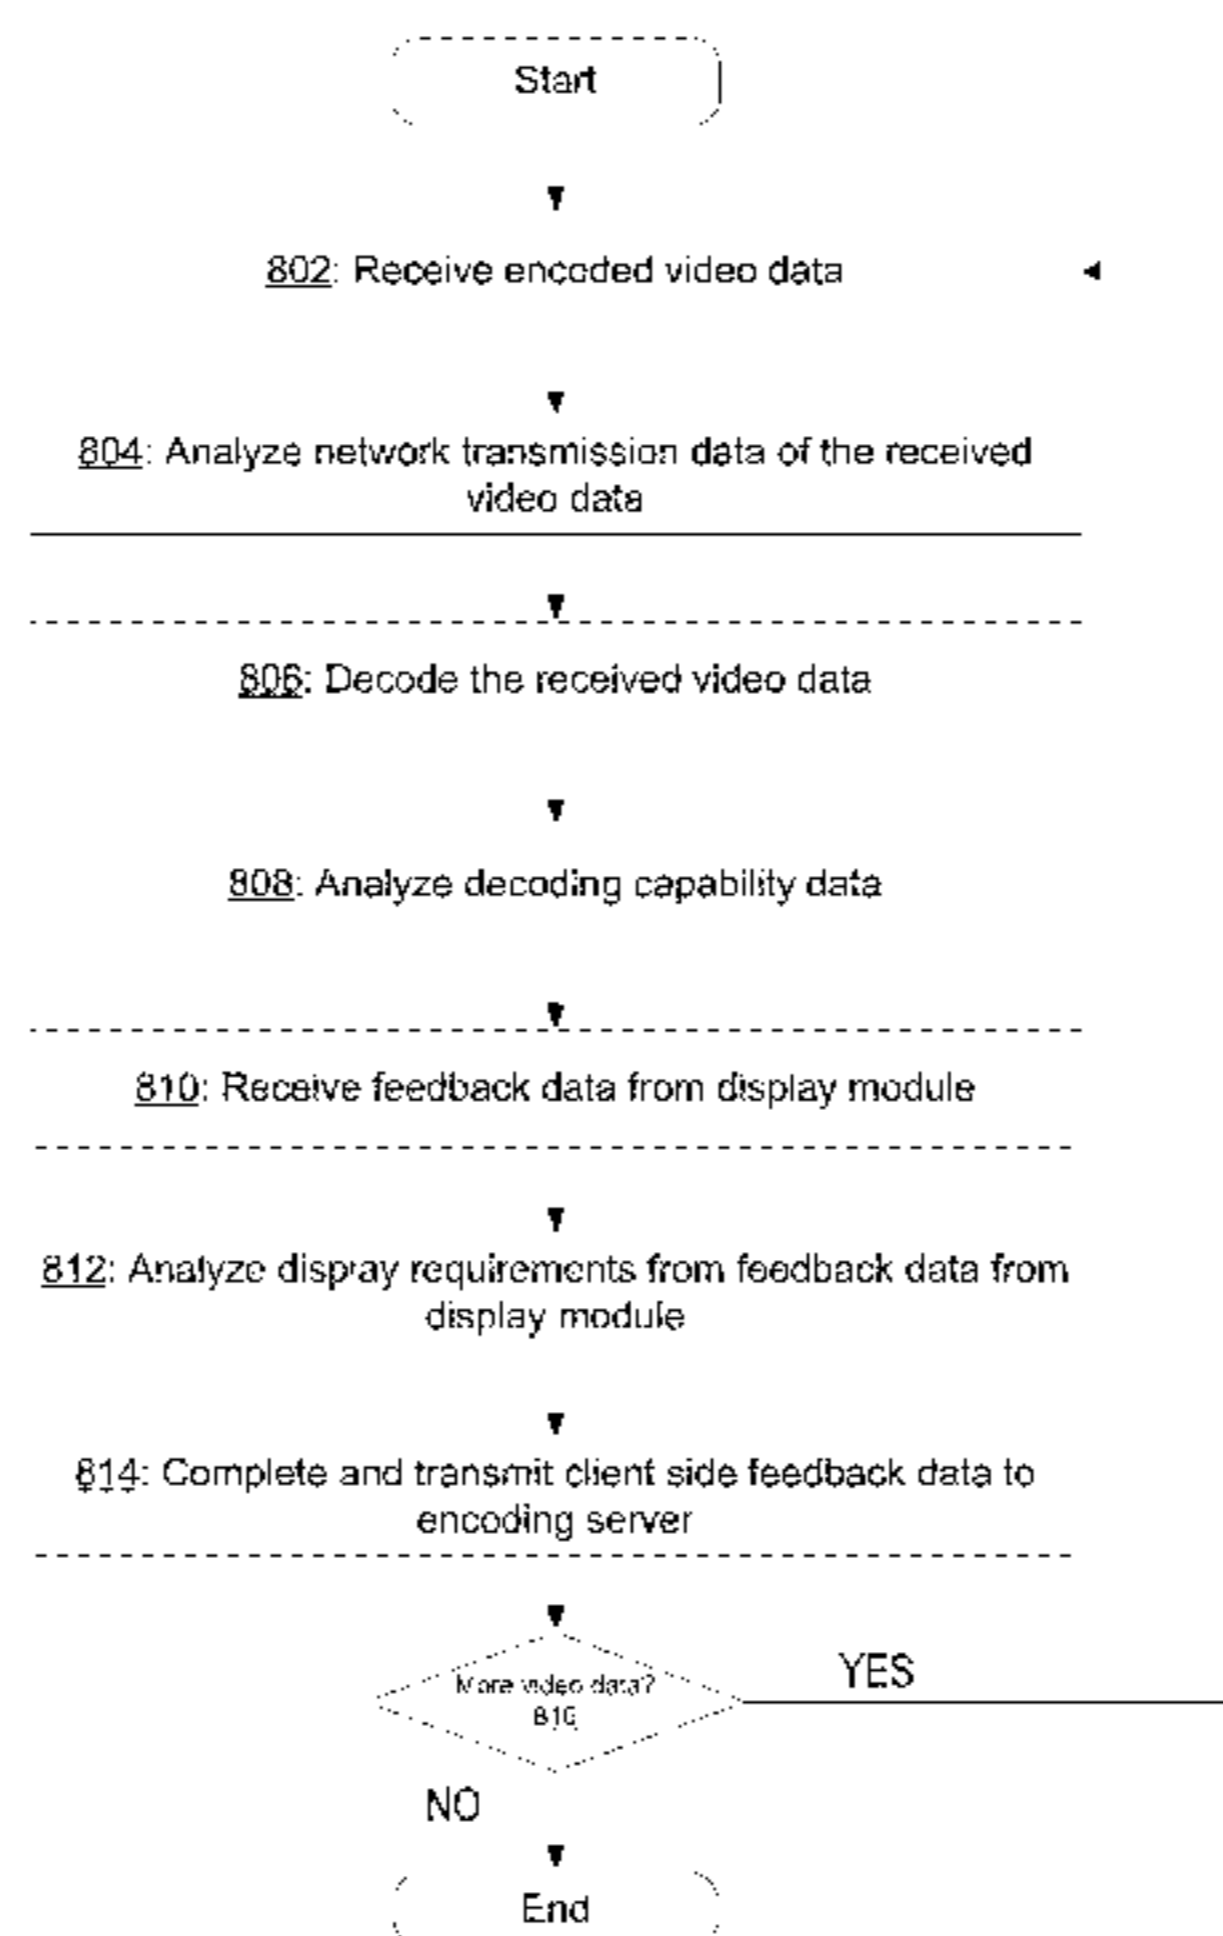 Start
802: Receive encoded video data
804: Analyze network transmission data of the received
video data
806: Decode the received video data
808: Analyze decoding capability data
810: Receive feedback data from display module
812: Analyze display requirements from feedback data from
display module
814: Complete and transmit client side feedback data to
encoding server
More video data?
816
YES
NO
End